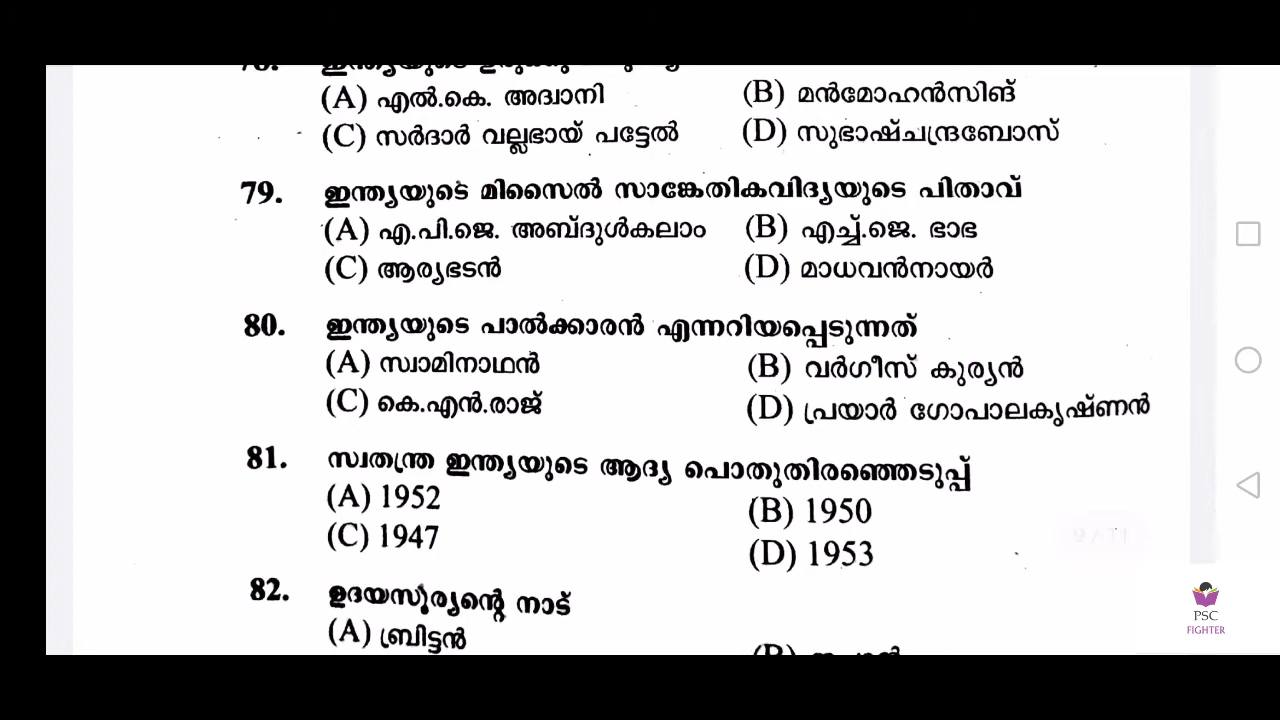 (A) എൽ.കെ. അദ്വാനി (B) മൻമോഹൻസിങ്
(C) സർദാർ വല്ലഭായ് പട്ടേൽ (D) സുഭാഷ്ചന്ദ്രബോസ്
79. ഇന്ത്യയുടെ മിസൈൽ സാങ്കേതികവിദ്യയുടെ പിതാവ്
(A) എ.പി.ജെ. അബ്ദുൾകലാം (B) എച്ച്.ജെ. ഭാഭ
(C) ആര്യഭടൻ (D) മാധവൻനായർ
80. ഇന്ത്യയുടെ പാൽക്കാരൻ എന്നറിയപ്പെടുന്നത്
(A) സ്വാമിനാഥൻ (B) വർഗീസ് കുര്യൻ
(C) കെ.എൻ.രാജ് (D) പ്രയാർ ഗോപാലകൃഷ്ണൻ
81. സ്വതന്ത്ര ഇന്ത്യയുടെ ആദ്യ പൊതുതിരഞ്ഞെടുപ്പ്
(A) 1952 (B) 1950
(C) 1947 (D) 1953
82. ഉദയസൂര്യന്റെ നാട്
(A) ബ്രിട്ടൻ (B)
PSC
FIGHTER